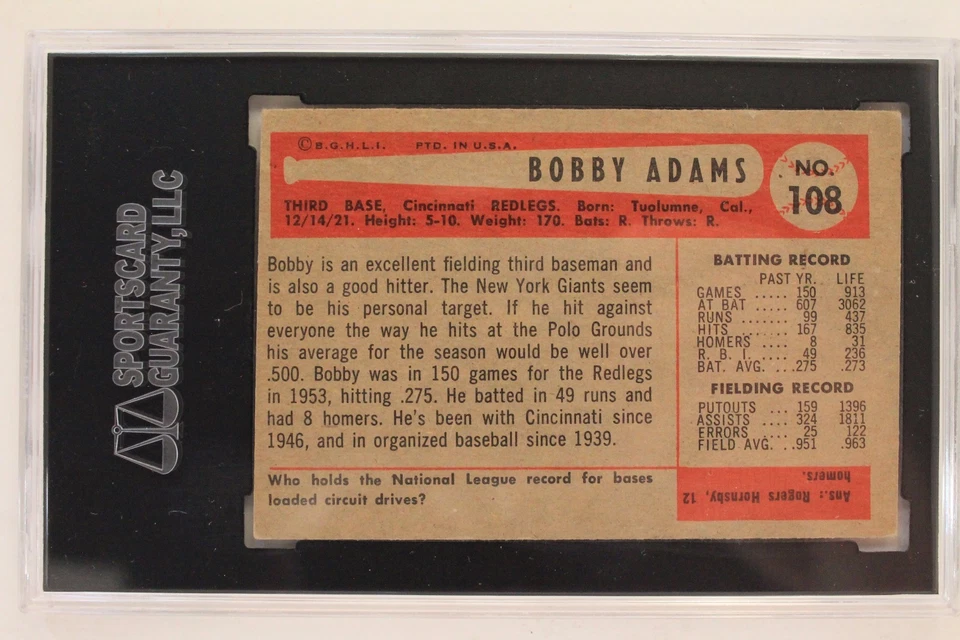 SPORTSCARD
GUARANTY, LLC
©B.G.H.L.I. PTD. IN U.S.A.
BOBBY ADAMS
NO.
108
THIRD BASE, Cincinnati REDLEGS. Born: Tuolumne, Cal.,
12/14/21. Height: 5-10. Weight: 170. Bats: R. Throws: R.
Bobby is an excellent fielding third baseman and
is also a good hitter. The New York Giants seem
to be his personal target. If he hit against
everyone the way he hits at the Polo Grounds
his average for the season would be well over
.500. Bobby was in 150 games for the Redlegs
in 1953, hitting .275. He batted in 49 runs and
had 8 homers. He's been with Cincinnati since
1946, and in organized baseball since 1939.
Who holds the National League record for bases
loaded circuit drives?
BATTING RECORD
PAST YR. LIFE
GAMES ..... 150 913
AT BAT ..... 607 3062
RUNS ...... 99 437
HITS ...... 167 835
HOMERS .... 8 31
R. B. I. .... 49 236
BAT. AVG. ...275 .273
FIELDING RECORD
PUTOUTS ... 159 1396
ASSISTS .... 324 1811
ERRORS .... 25 122
FIELD AVG. ..951 .963
Ans.: Rogers Hornsby, 12
homers.